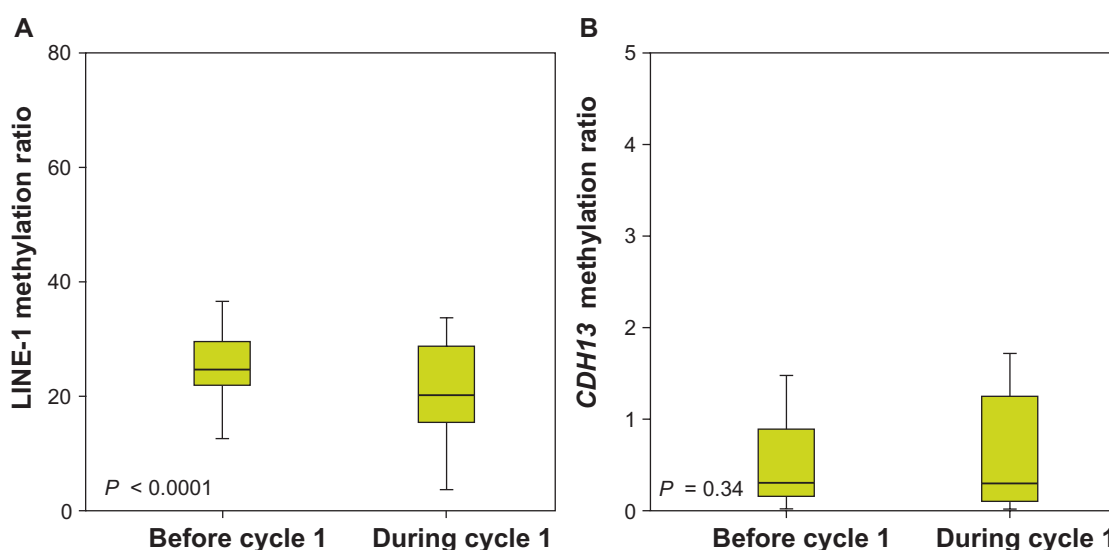 A
LINE-1 methylation ratio
80
60
40
20
0
P < 0.0001
Before cycle 1
During cycle 1
B
CDH13 methylation ratio
5
4
3
2
1
0
P = 0.34
Before cycle 1
During cycle 1